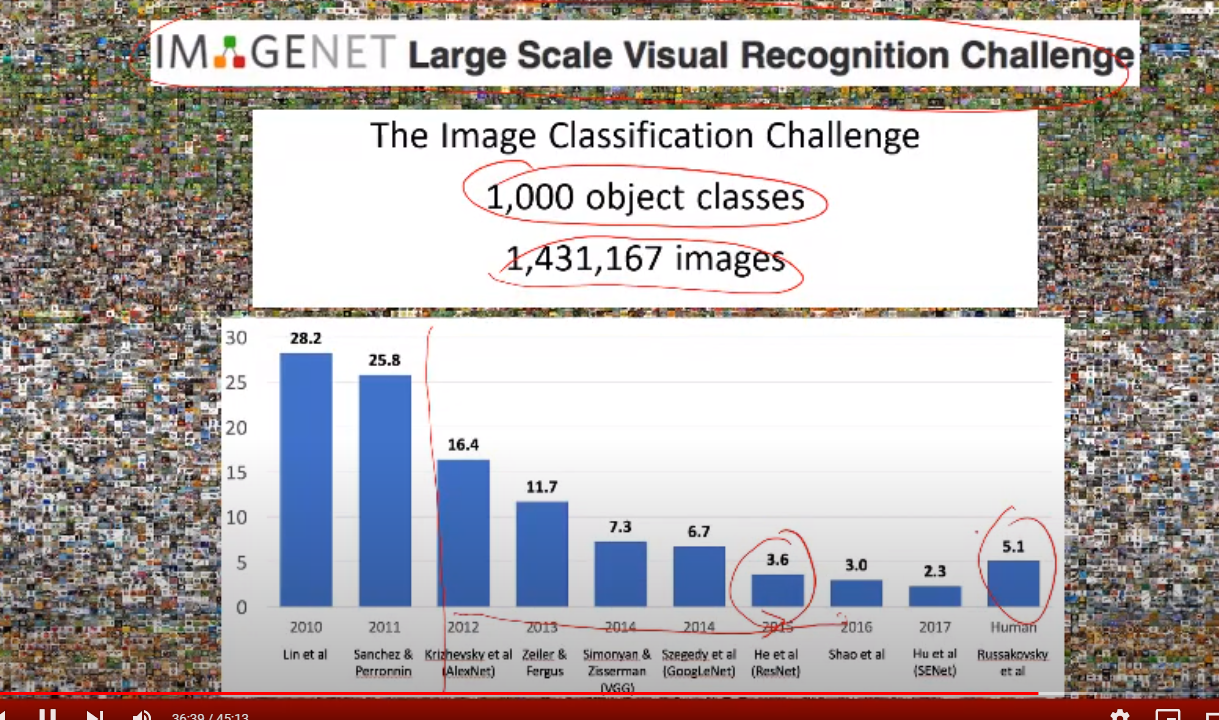 IMAGENET Large Scale Visual Recognition Challenge
The Image Classification Challenge
1,000 object classes
1,431,167 images
30
25
20
15
10
5
0
28.2
25.8
16.4
11.7
7.3
6.7
3.6
3.0
2.3
5.1
2010 2011 2012 2013 2014 2014 2015 2016 2017 Human
Lin et al Sanchez & Krizhevsky et al Zeiler & Simonyan & Szegedy et al He et al Shao et al Hu et al Russakovsky
Perronnin (AlexNet) Fergus Zisserman (GoogLeNet) (ResNet) (SENet) et al
(VGG)
36:39 / 45:13